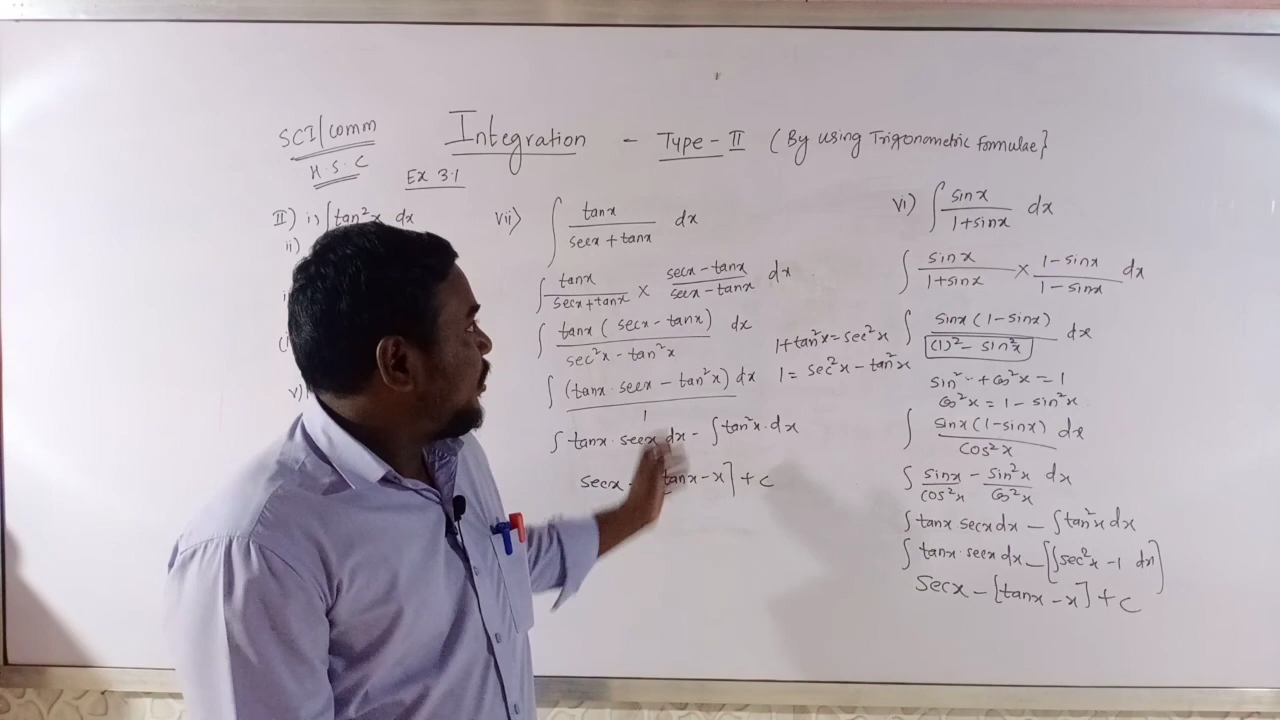 SCI/comm
H.S.C
Integration - Type - II (By using Trigonometric formulae}
Ex 3.1
II) i) ∫tan²x dx
ii)
v)
vii) ∫ tanx / secx + tanx dx
∫ tanx / secx + tanx × secx - tanx / secx - tanx dx
∫ tanx ( secx - tanx) / sec²x - tan²x dx
∫ (tanx · secx - tan²x) dx / 1
∫ tanx · secx dx - ∫tan²x · dx
secx - [tanx - x] + c
1+tan²x = sec²x
1 = sec²x - tan²x
vi) ∫ sinx / 1+sinx dx
∫ sinx / 1+sinx × 1-sinx / 1-sinx dx
∫ sinx (1-sinx) / (1)² - sin²x dx
sin² + cos²x = 1
cos²x = 1 - sin²x
∫ sinx (1-sinx) / cos²x dx
∫ sinx / cos²x - sin²x / cos²x dx
∫ tanx secx dx - ∫tan²x dx
∫ tanx · secx dx - [∫sec²x - 1 dx]
secx - [tanx - x] + c